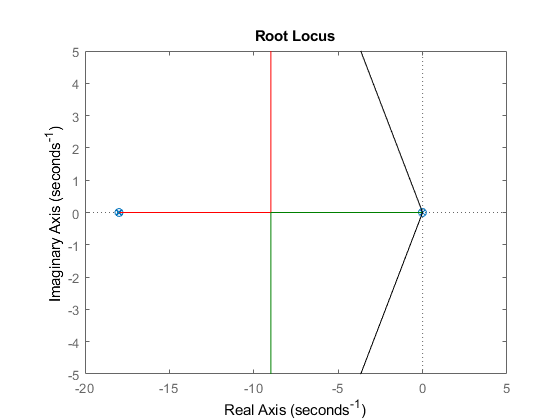 Root Locus
Imaginary Axis (seconds⁻¹)
5
4
3
2
1
0
-1
-2
-3
-4
-5
-20 -15 -10 -5 0 5
Real Axis (seconds⁻¹)